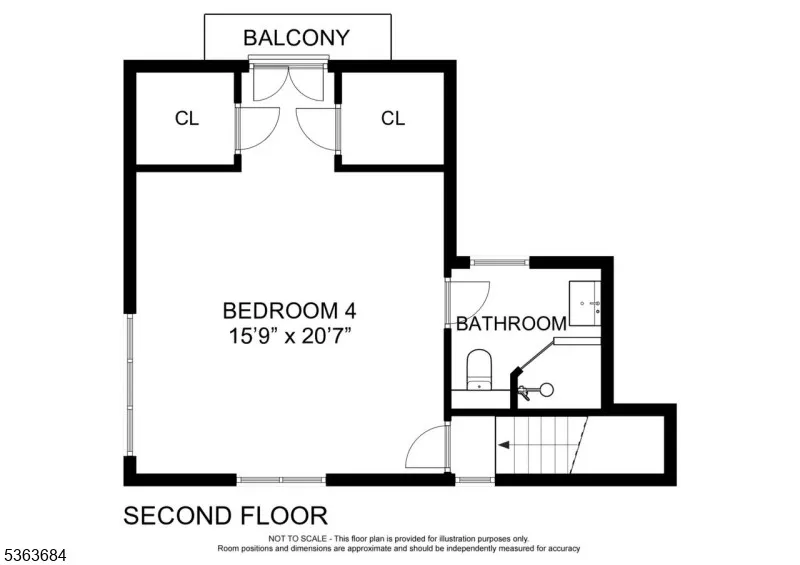 BALCONY
CL
CL
BEDROOM 4
15'9" x 20'7"
BATHROOM
SECOND FLOOR
NOT TO SCALE - This floor plan is provided for illustration purposes only.
Room positions and dimensions are approximate and should be independently measured for accuracy
5363684